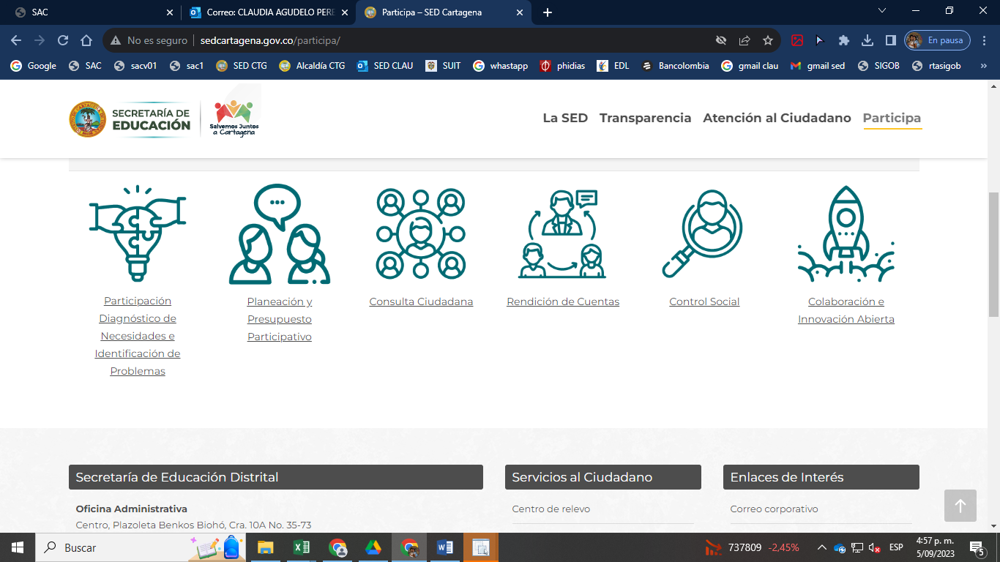 SAC
Correo: CLAUDIA AGUDELO PERE
Participa – SED Cartagena
No es seguro
sedcartagena.gov.co/participa/
En pausa
Google
SAC
sacv01
sac1
SED CTG
Alcaldía CTG
SED CLAU
SUIT
whastapp
phidias
EDL
Bancolombia
gmail clau
gmail sed
SIGOB
rtasigob
»
SECRETARÍA DE
EDUCACIÓN
Salvemos Juntos
a Cartagena
La SED
Transparencia
Atención al Ciudadano
Participa
Participación
Diagnóstico de
Necesidades e
Identificación de
Problemas
Planeación y
Presupuesto
Participativo
Consulta Ciudadana
Rendición de Cuentas
Control Social
Colaboración e
Innovación Abierta
Secretaría de Educación Distrital
Oficina Administrativa
Centro, Plazoleta Benkos Biohó, Cra. 10A No. 35-73
Servicios al Ciudadano
Centro de relevo
Enlaces de Interés
Correo corporativo
Buscar
737809 -2,45%
ESP
4:57 p. m.
5/09/2023
5